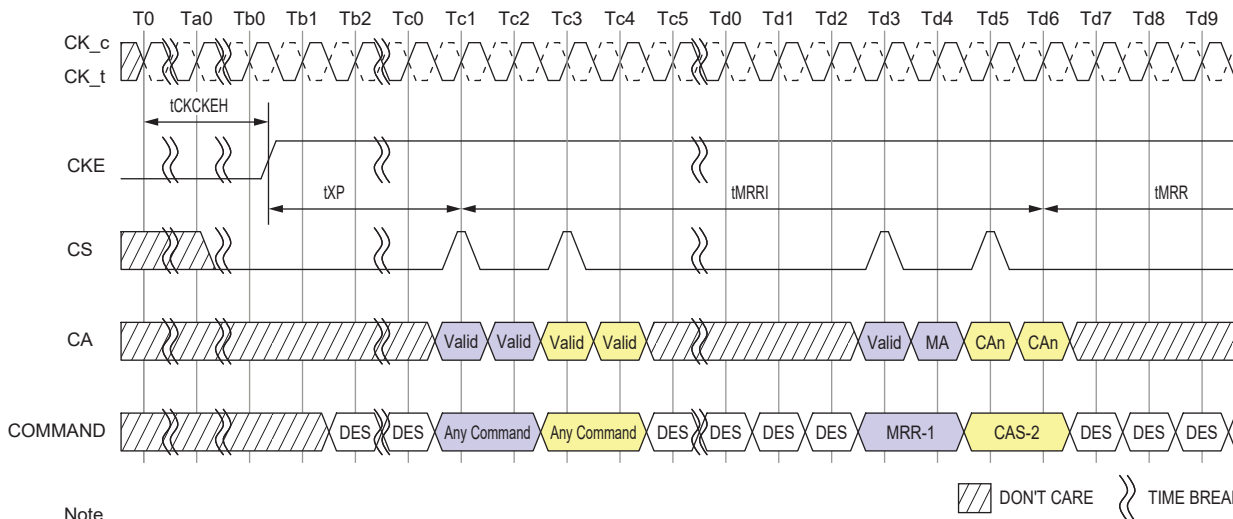 T0 Ta0 Tb0 Tb1 Tb2 Tc0 Tc1 Tc2 Tc3 Tc4 Tc5 Td0 Td1 Td2 Td3 Td4 Td5 Td6 Td7 Td8 Td9
CK_c
CK_t
tCKCKEH
CKE
tXP tMRRI tMRR
CS
CA Valid Valid Valid Valid Valid MA CAn CAn
COMMAND DES DES Any Command Any Command DES DES DES DES MRR-1 CAS-2 DES DES DES
DON'T CARE TIME BREA
Note